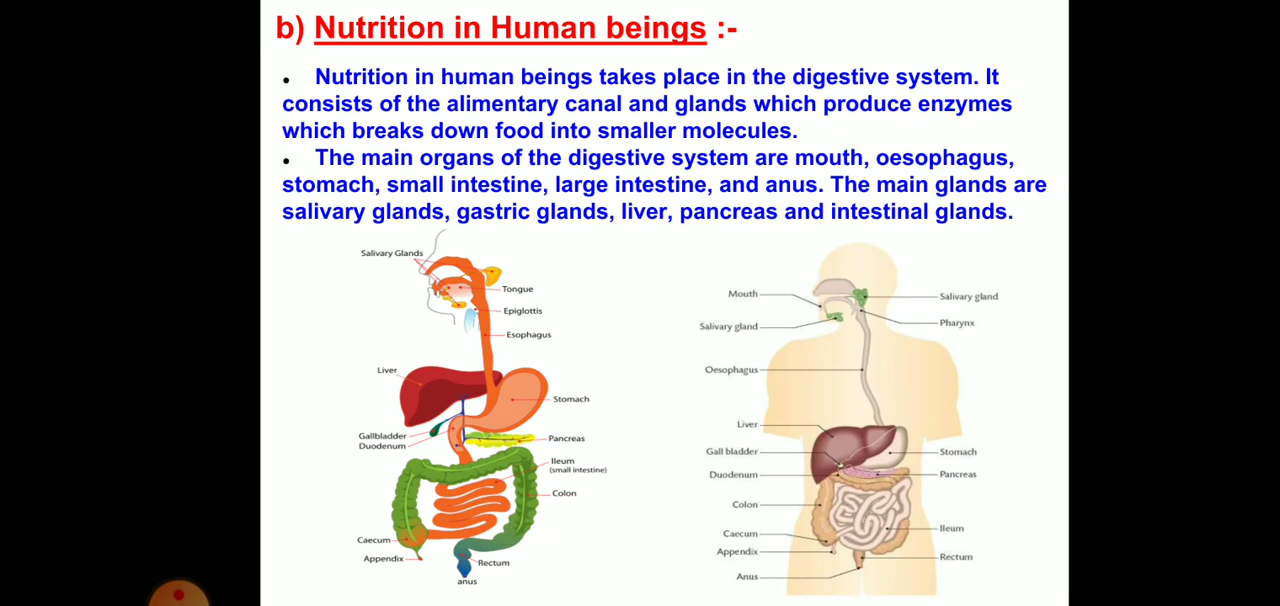 b) Nutrition in Human beings :-
• Nutrition in human beings takes place in the digestive system. It
consists of the alimentary canal and glands which produce enzymes
which breaks down food into smaller molecules.
• The main organs of the digestive system are mouth, oesophagus,
stomach, small intestine, large intestine, and anus. The main glands are
salivary glands, gastric glands, liver, pancreas and intestinal glands.
Salivary Glands
Tongue
Epiglottis
Esophagus
Liver
Stomach
Gallbladder
Duodenum
Pancreas
Ileum
(small intestine)
Colon
Caecum
Appendix
Rectum
anus
Mouth
Salivary gland
Salivary gland
Pharynx
Oesophagus
Liver
Gall bladder
Stomach
Duodenum
Pancreas
Colon
Ileum
Caecum
Appendix
Rectum
Anus